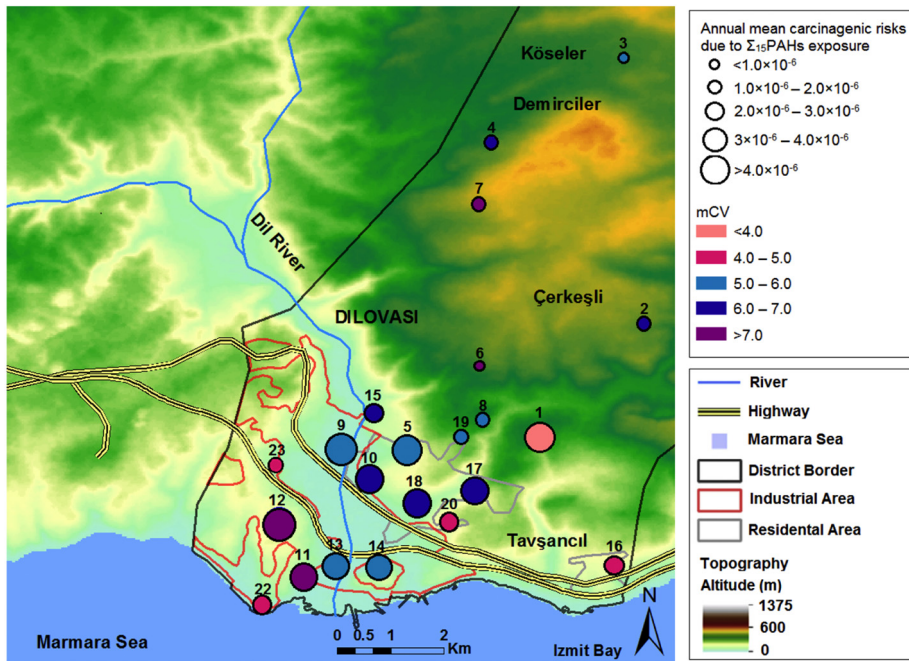 Köseler
3
Demirciler
4
7
Dil River
Çerkeşli
2
DILOVASI
6
15
8
19
1
9
5
10
17
23
18
20
12
Tavşancıl
16
13
14
11
22
N
0 0.5 1 2
Km
Marmara Sea
Izmit Bay
Annual mean carcinagenic risks
due to Σ15PAHs exposure
<1.0×10⁻⁶
1.0×10⁻⁶ – 2.0×10⁻⁶
2.0×10⁻⁶ – 3.0×10⁻⁶
3×10⁻⁶ – 4.0×10⁻⁶
>4.0×10⁻⁶
mCV
<4.0
4.0 – 5.0
5.0 – 6.0
6.0 – 7.0
>7.0
River
Highway
Marmara Sea
District Border
Industrial Area
Residental Area
Topography
Altitude (m)
1375
600
0